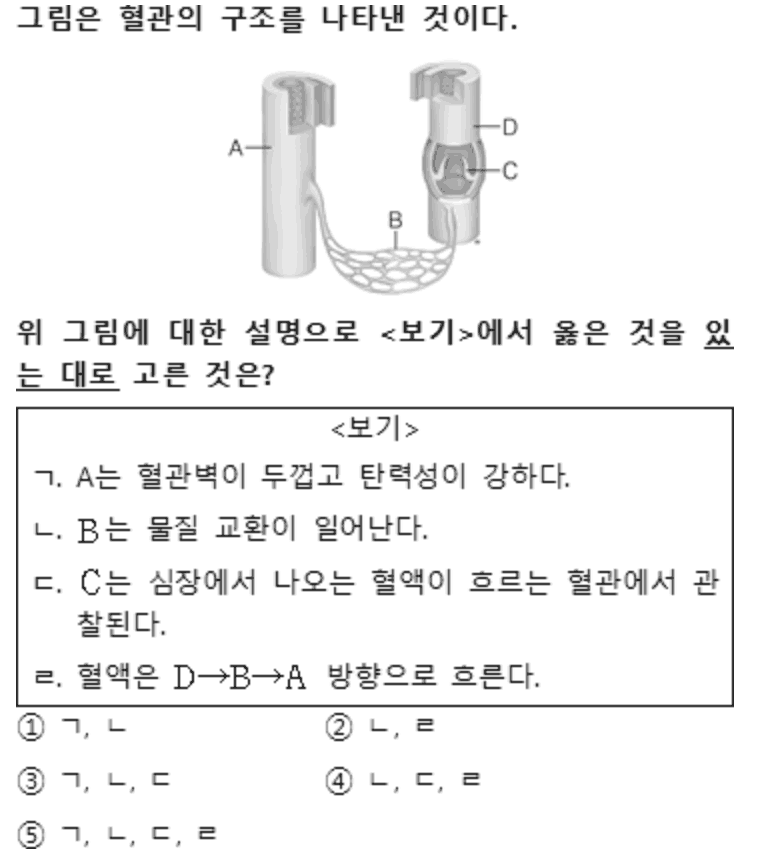 그림은 혈관의 구조를 나타낸 것이다.
A
D
C
B
위 그림에 대한 설명으로 <보기>에서 옳은 것을 있
는 대로 고른 것은?
<보기>
ㄱ. A는 혈관벽이 두껍고 탄력성이 강하다.
ㄴ. B는 물질 교환이 일어난다.
ㄷ. C는 심장에서 나오는 혈액이 흐르는 혈관에서 관
찰된다.
ㄹ. 혈액은 D→B→A 방향으로 흐른다.
① ㄱ, ㄴ ② ㄴ, ㄹ
③ ㄱ, ㄴ, ㄷ ④ ㄴ, ㄷ, ㄹ
⑤ ㄱ, ㄴ, ㄷ, ㄹ